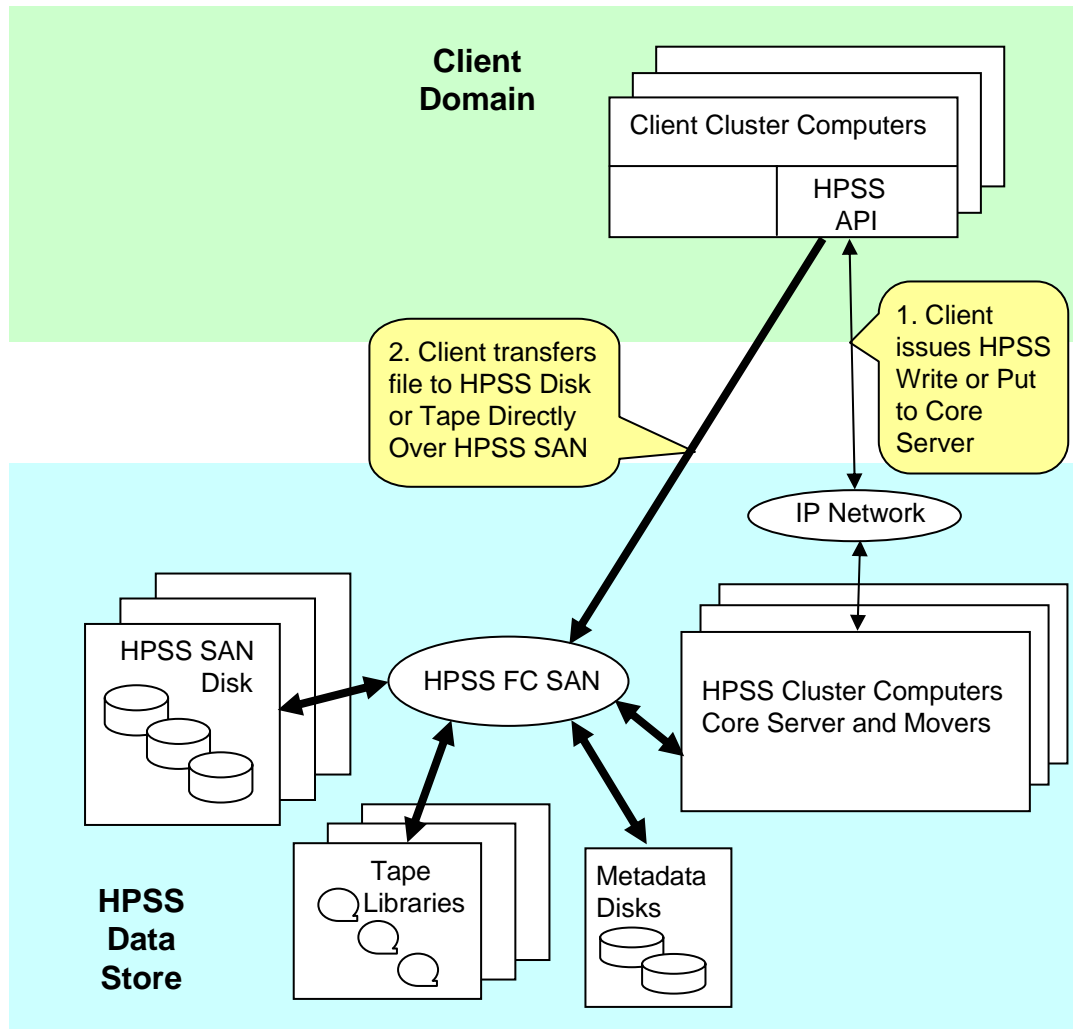 Client
Domain
Client Cluster Computers
HPSS
API
1. Client
issues HPSS
Write or Put
to Core
Server
2. Client transfers
file to HPSS Disk
or Tape Directly
Over HPSS SAN
IP Network
HPSS SAN
Disk
HPSS FC SAN
HPSS Cluster Computers
Core Server and Movers
Tape
Libraries
Metadata
Disks
HPSS
Data
Store